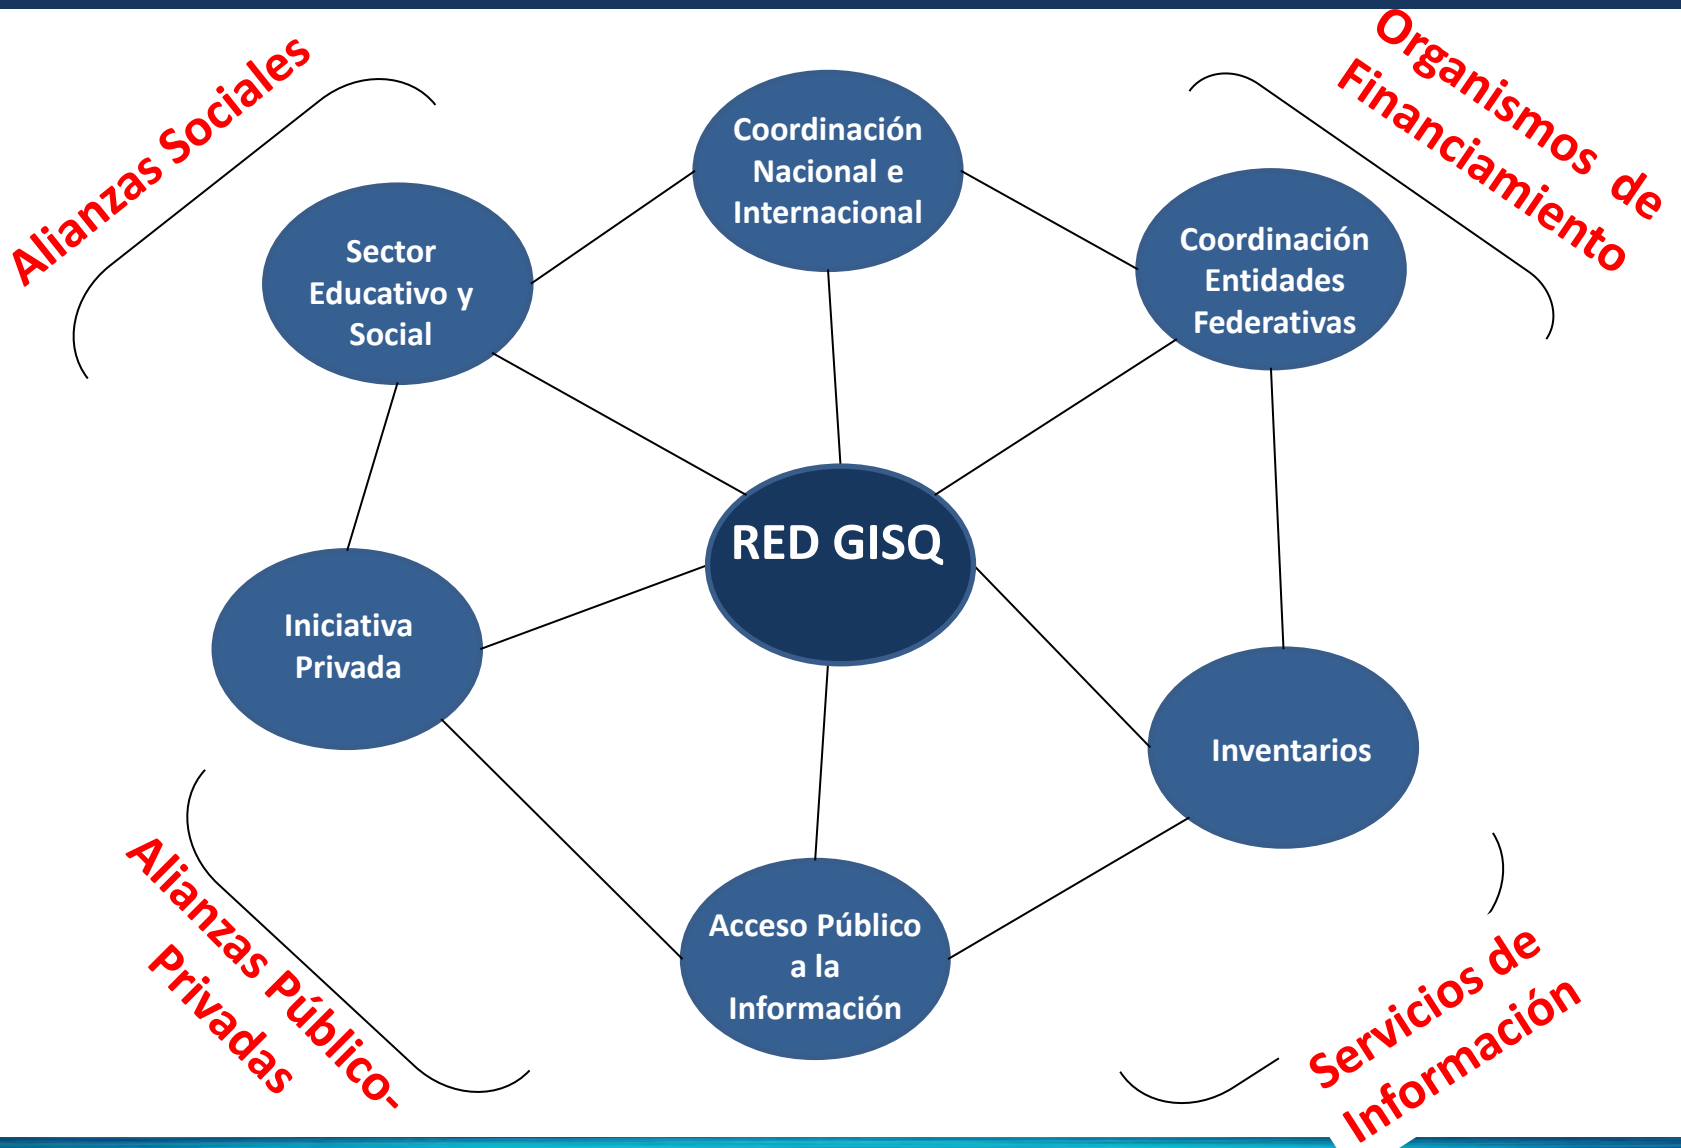 Alianzas Sociales
Organismos de
Financiamiento
Coordinación
Nacional e
Internacional
Sector
Educativo y
Social
Coordinación
Entidades
Federativas
RED GISQ
Iniciativa
Privada
Inventarios
Acceso Público
a la
Información
Alianzas Público-
Privadas
Servicios de
Información